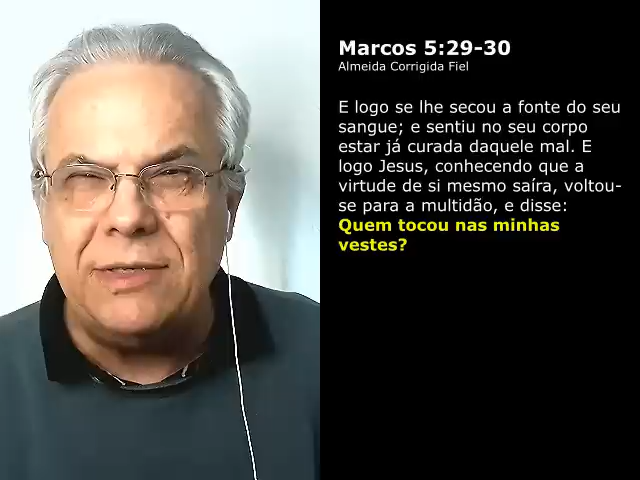 Marcos 5:29-30
Almeida Corrigida Fiel
E logo se lhe secou a fonte do seu
sangue; e sentiu no seu corpo
estar já curada daquele mal. E
logo Jesus, conhecendo que a
virtude de si mesmo saíra, voltou-
se para a multidão, e disse:
Quem tocou nas minhas
vestes?